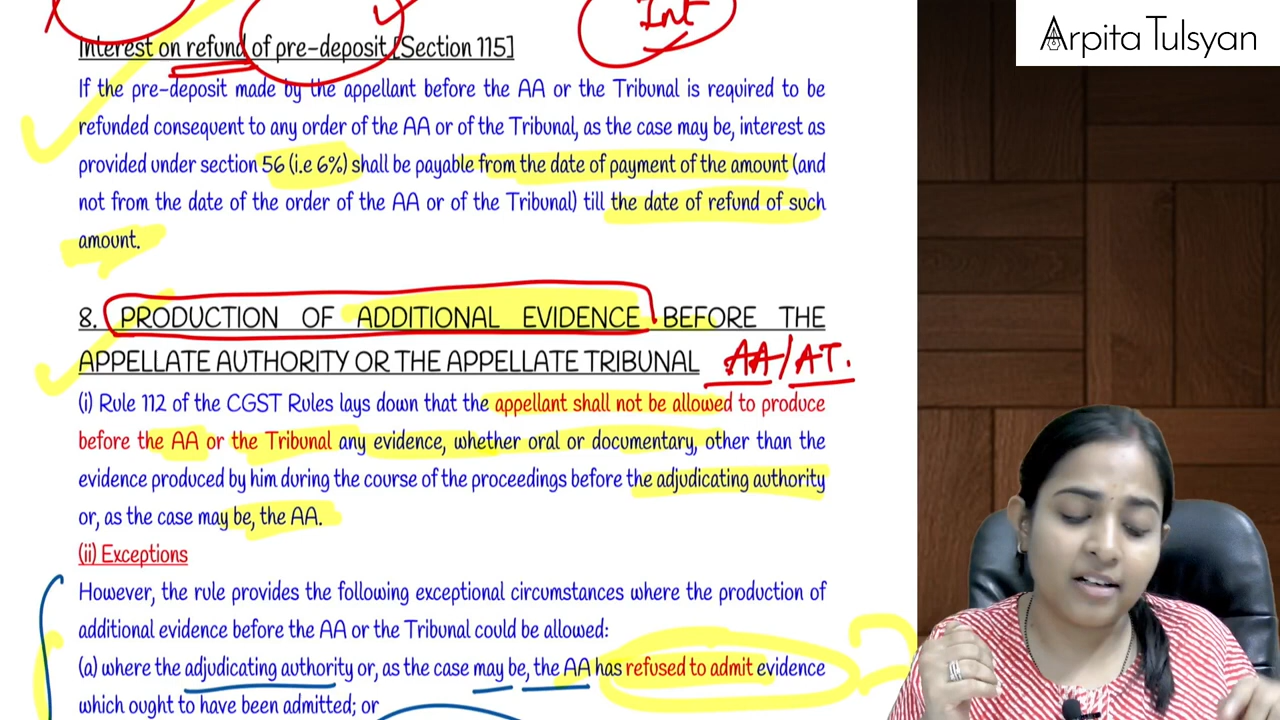 Arpita Tulsyan
Int
Interest on refund of pre-deposit [Section 115]
If the pre-deposit made by the appellant before the AA or the Tribunal is required to be
refunded consequent to any order of the AA or of the Tribunal, as the case may be, interest as
provided under section 56 (i.e 6%) shall be payable from the date of payment of the amount (and
not from the date of the order of the AA or of the Tribunal) till the date of refund of such
amount.
8. PRODUCTION OF ADDITIONAL EVIDENCE BEFORE THE
APPELLATE AUTHORITY OR THE APPELLATE TRIBUNAL AA/AT.
(i) Rule 112 of the CGST Rules lays down that the appellant shall not be allowed to produce
before the AA or the Tribunal any evidence, whether oral or documentary, other than the
evidence produced by him during the course of the proceedings before the adjudicating authority
or, as the case may be, the AA.
(ii) Exceptions
However, the rule provides the following exceptional circumstances where the production of
additional evidence before the AA or the Tribunal could be allowed:
(a) where the adjudicating authority or, as the case may be, the AA has refused to admit evidence
which ought to have been admitted; or